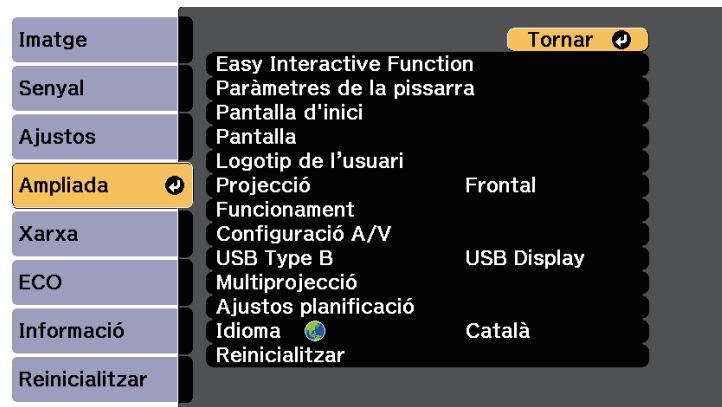 Imatge
Senyal
Ajustos
Ampliada
Xarxa
ECO
Informació
Reinicialitzar
Tornar
Easy Interactive Function
Paràmetres de la pissarra
Pantalla d'inici
Pantalla
Logotip de l’usuari
Projecció Frontal
Funcionament
Configuració A/V
USB Type B USB Display
Multiprojecció
Ajustos planificació
Idioma Català
Reinicialitzar